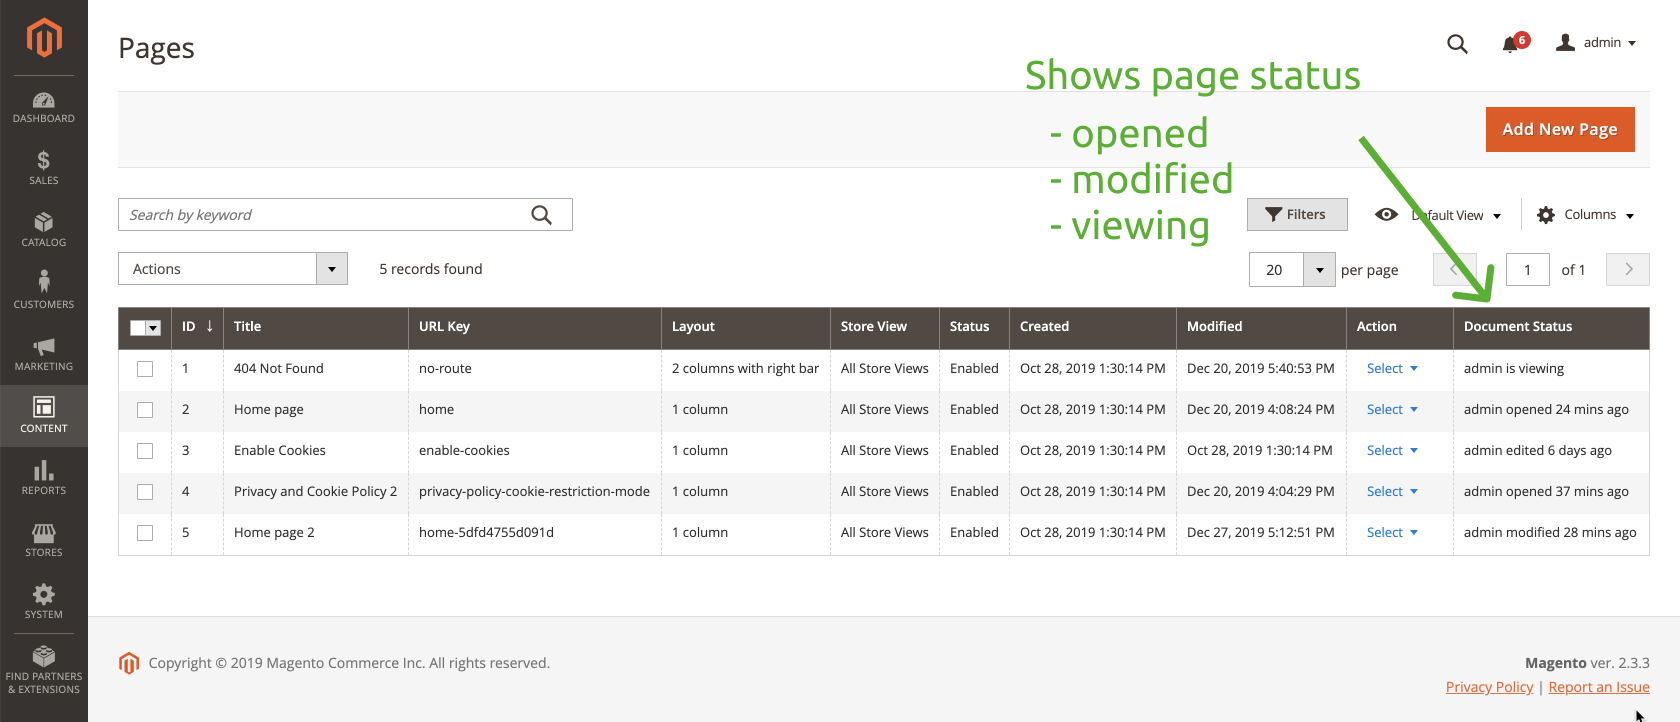 Pages
6
admin
Shows page status
- opened
- modified
- viewing
Add New Page
Search by keyword
Filters
Default View
Columns
Actions
5 records found
20
per page
1
of 1
ID ↓ Title URL Key Layout Store View Status Created Modified Action Document Status
1 404 Not Found no-route 2 columns with right bar All Store Views Enabled Oct 28, 2019 1:30:14 PM Dec 20, 2019 5:40:53 PM Select admin is viewing
2 Home page home 1 column All Store Views Enabled Oct 28, 2019 1:30:14 PM Dec 20, 2019 4:08:24 PM Select admin opened 24 mins ago
3 Enable Cookies enable-cookies 1 column All Store Views Enabled Oct 28, 2019 1:30:14 PM Oct 28, 2019 1:30:14 PM Select admin edited 6 days ago
4 Privacy and Cookie Policy 2 privacy-policy-cookie-restriction-mode 1 column All Store Views Enabled Oct 28, 2019 1:30:14 PM Dec 20, 2019 4:04:29 PM Select admin opened 37 mins ago
5 Home page 2 home-5dfd4755d091d 1 column All Store Views Enabled Oct 28, 2019 1:30:14 PM Dec 27, 2019 5:12:51 PM Select admin modified 28 mins ago
DASHBOARD
SALES
CATALOG
CUSTOMERS
MARKETING
CONTENT
REPORTS
STORES
SYSTEM
FIND PARTNERS
& EXTENSIONS
Copyright © 2019 Magento Commerce Inc. All rights reserved.
Magento ver. 2.3.3
Privacy Policy | Report an Issue